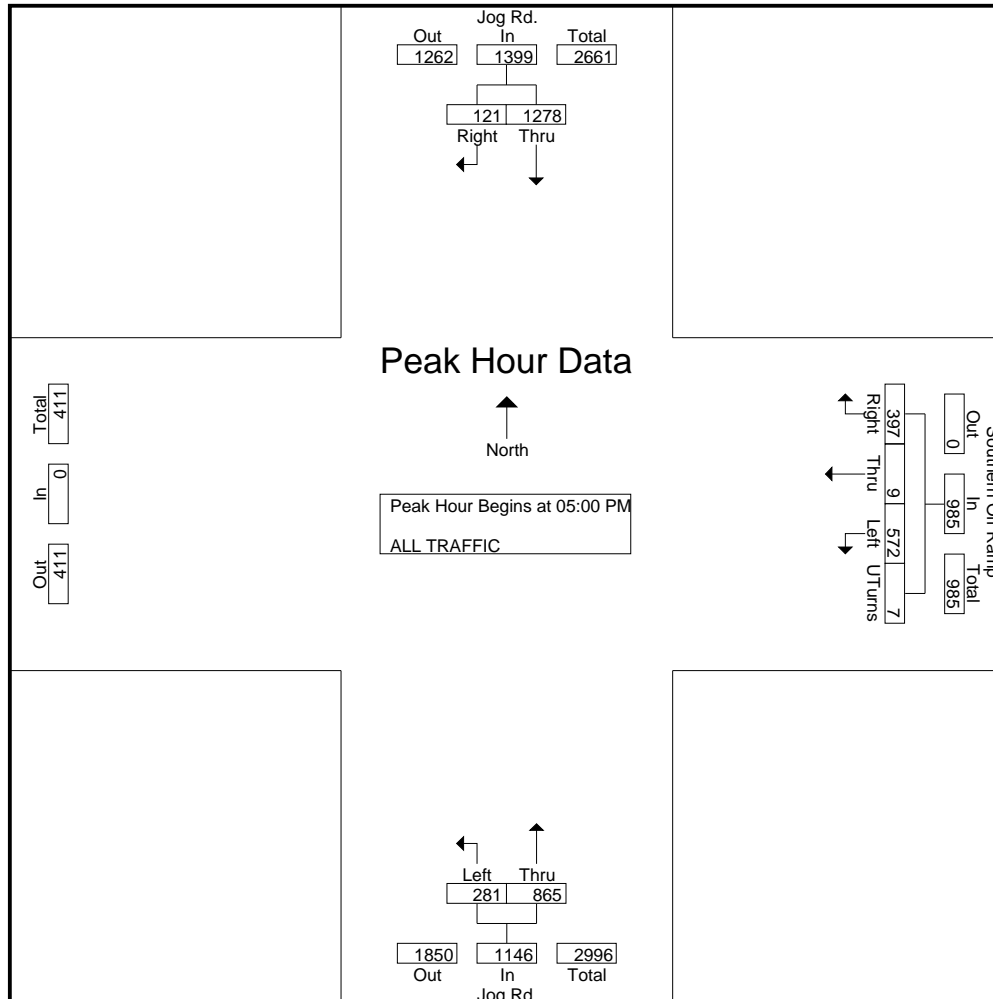 Jog Rd.
Out In Total
1262 1399 2661
121 1278
Right Thru
Peak Hour Data
North
Peak Hour Begins at 05:00 PM
ALL TRAFFIC
Total
411
In
0
Out
411
Right Thru Left UTurns
397 9 572 7
Out In Total
0 985 985
Left Thru
281 865
1850 1146 2996
Out In Total
Jog Rd.